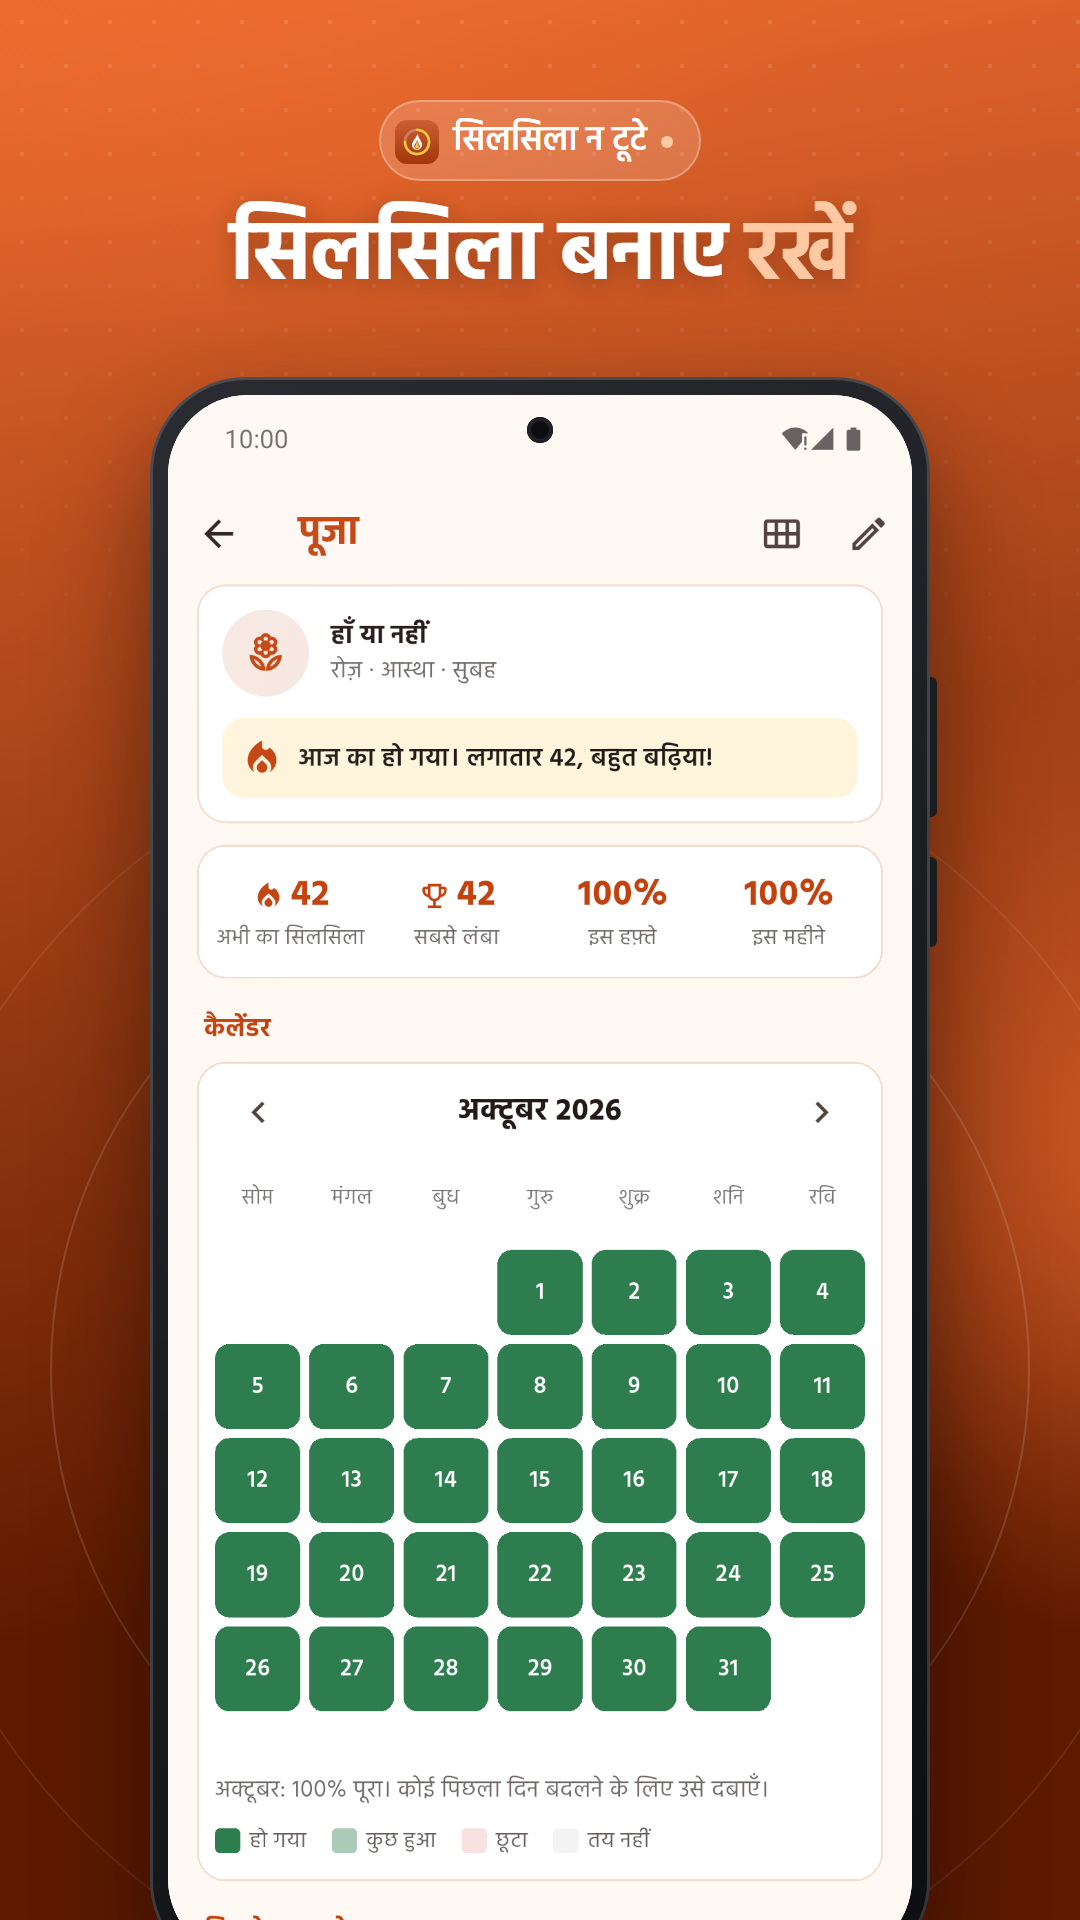 सिलसिला न टूटे
सिलसिला बनाए रखें
10:00
पूजा
हाँ या नहीं
रोज़ · आस्था · सुबह
आज का हो गया। लगातार 42, बहुत बढ़िया!
42 42 100% 100%
अभी का सिलसिला सबसे लंबा इस हफ़्ते इस महीने
कैलेंडर
अक्टूबर 2026
सोम मंगल बुध गुरु शुक्र शनि रवि
1 2 3 4
5 6 7 8 9 10 11
12 13 14 15 16 17 18
19 20 21 22 23 24 25
26 27 28 29 30 31
अक्टूबर: 100% पूरा। कोई पिछला दिन बदलने के लिए उसे दबाएँ।
हो गया कुछ हुआ छूटा तय नहीं